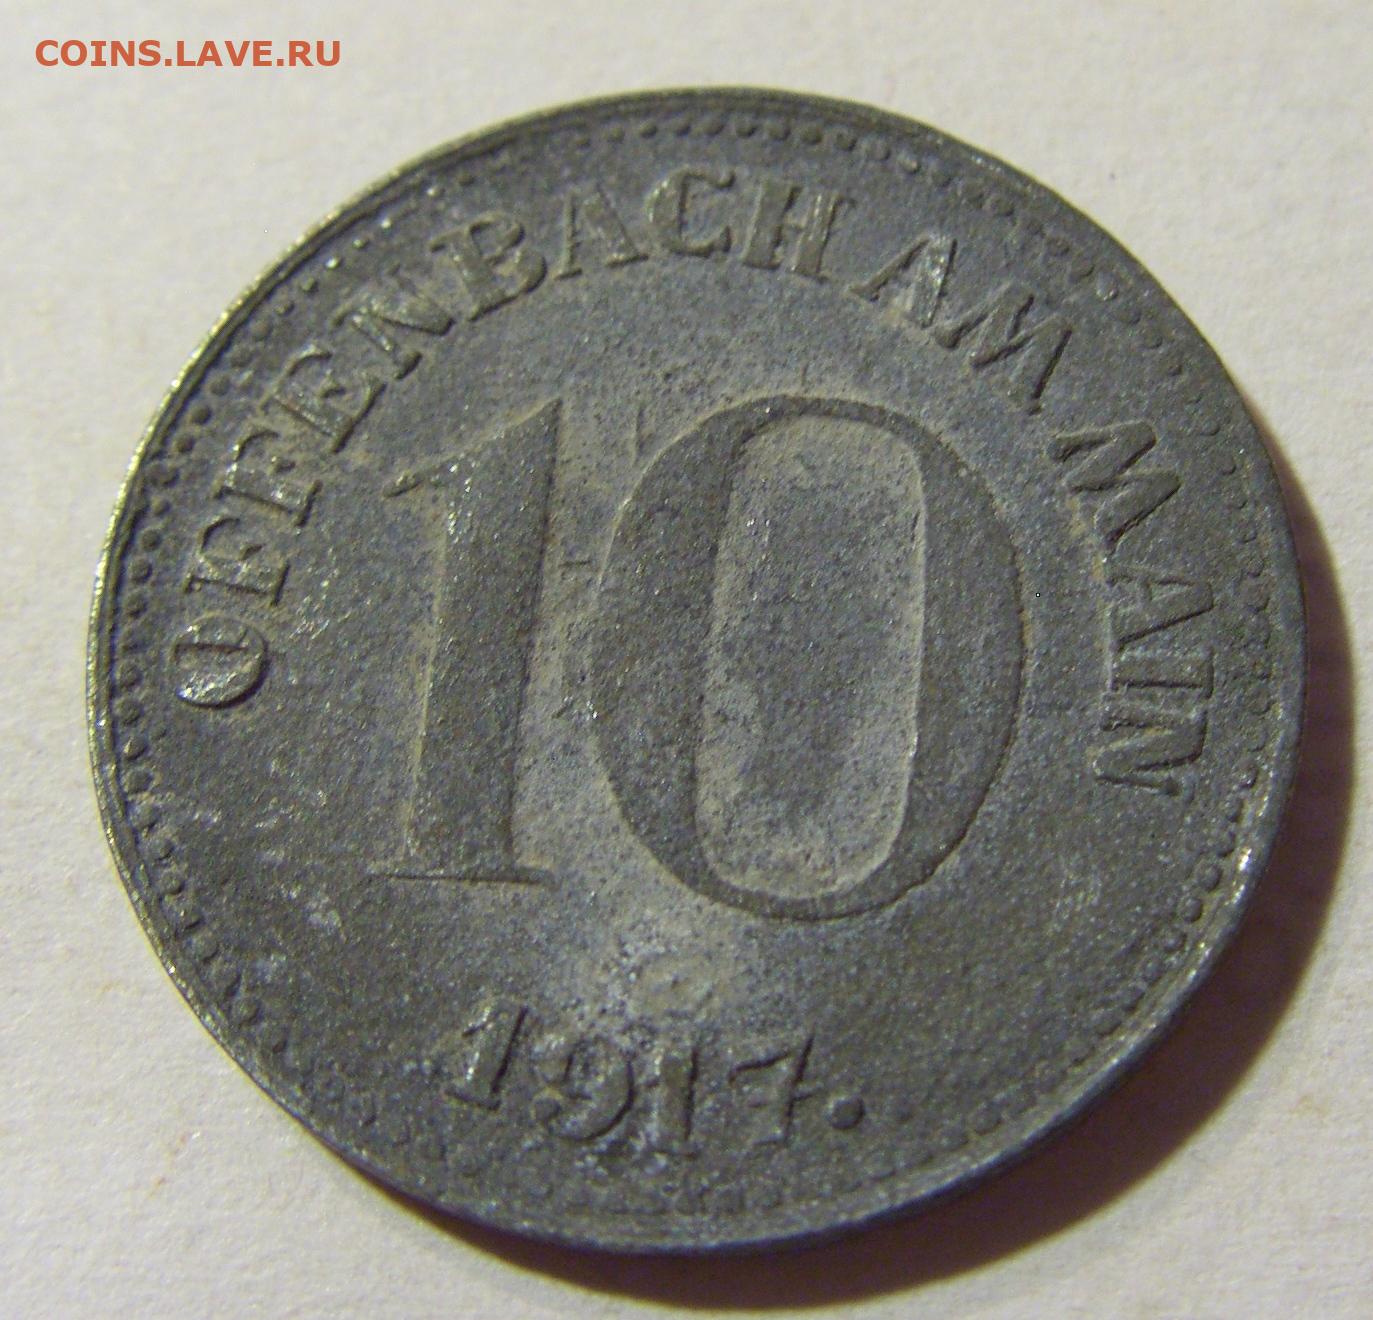 COINS.LAVE.RU
OFFENBACH AM MAIN
10
1917.